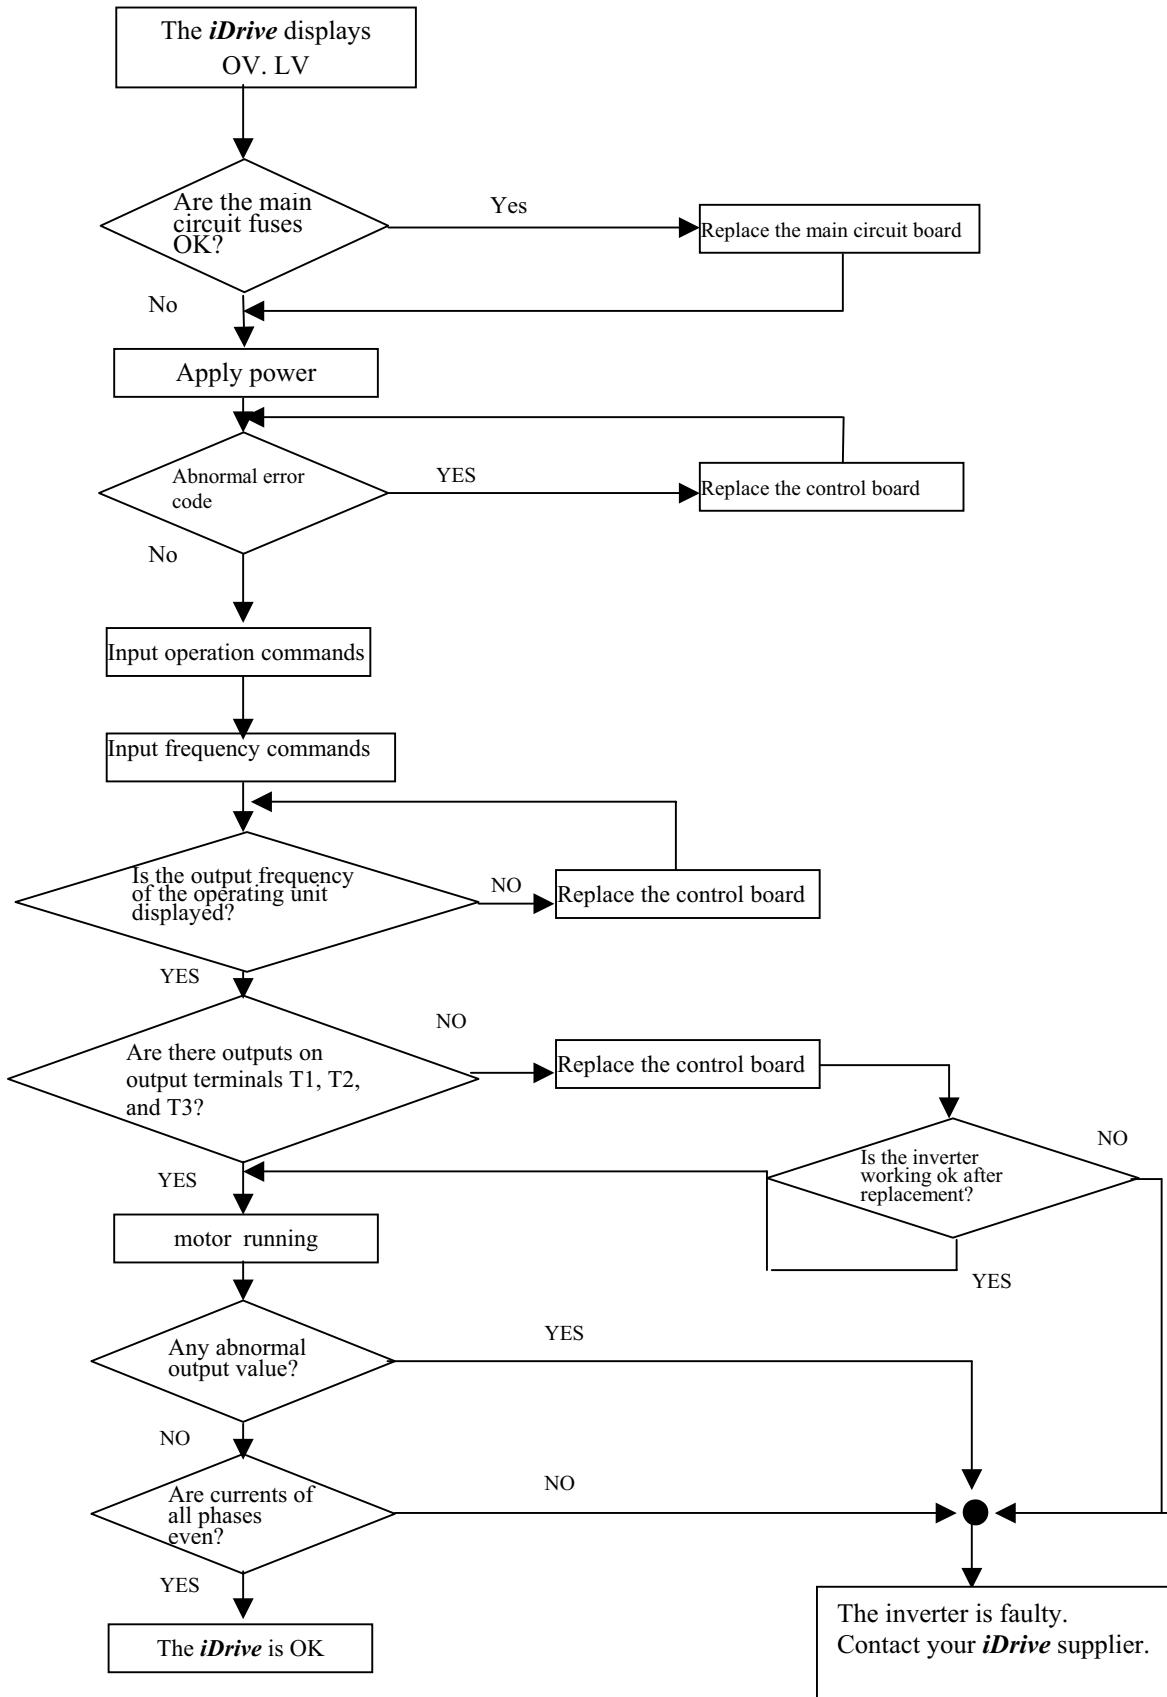 The iDrive displays
OV. LV
Are the main
circuit fuses
OK?
Yes
Replace the main circuit board
No
Apply power
Abnormal error
code
YES
Replace the control board
No
Input operation commands
Input frequency commands
Is the output frequency
of the operating unit
displayed?
NO
Replace the control board
YES
Are there outputs on
output terminals T1, T2,
and T3?
NO
Replace the control board
Is the inverter
working ok after
replacement?
NO
YES
YES
motor running
Any abnormal
output value?
YES
NO
Are currents of
all phases
even?
NO
YES
The iDrive is OK
The inverter is faulty.
Contact your iDrive supplier.